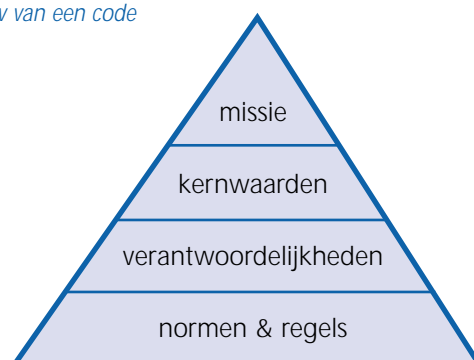 van een code
missie
kernwaarden
verantwoordelijkheden
normen & regels